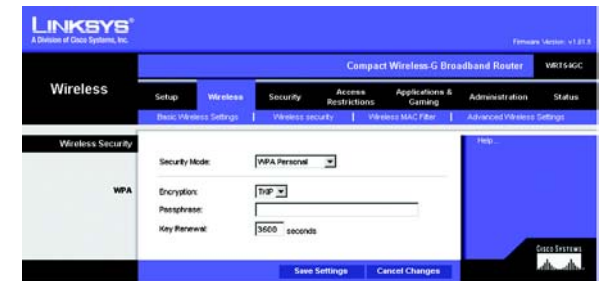 LINKSYS®
A Division of Cisco Systems, Inc.
Firmware Version: v1.01.3
Compact Wireless-G Broadband Router
WRT54GC
Wireless
Setup
Wireless
Security
Access Restrictions
Applications & Gaming
Administration
Status
Basic Wireless Settings | Wireless security | Wireless MAC Filter | Advanced Wireless Settings
Wireless Security
Help...
Security Mode: WPA Personal
WPA
Encryption: TKIP
Passphrase:
Key Renewal: 3600 seconds
CISCO SYSTEMS
Save Settings
Cancel Changes